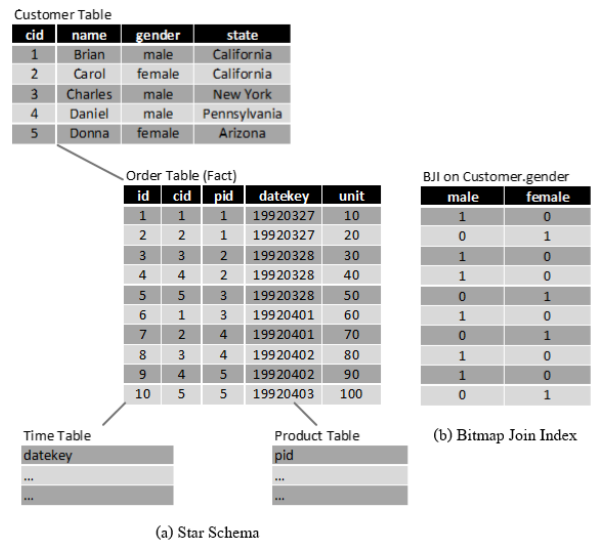 Customer Table
cid name gender state
1 Brian male California
2 Carol female California
3 Charles male New York
4 Daniel male Pennsylvania
5 Donna female Arizona
Order Table (Fact)
id cid pid datekey unit
1 1 1 19920327 10
2 2 1 19920327 20
3 3 2 19920328 30
4 4 2 19920328 40
5 5 3 19920328 50
6 1 3 19920401 60
7 2 4 19920401 70
8 3 4 19920402 80
9 4 5 19920402 90
10 5 5 19920403 100
BJI on Customer.gender
male female
1 0
0 1
1 0
1 0
0 1
1 0
0 1
1 0
1 0
0 1
(b) Bitmap Join Index
Time Table
datekey
...
...
Product Table
pid
...
...
(a) Star Schema